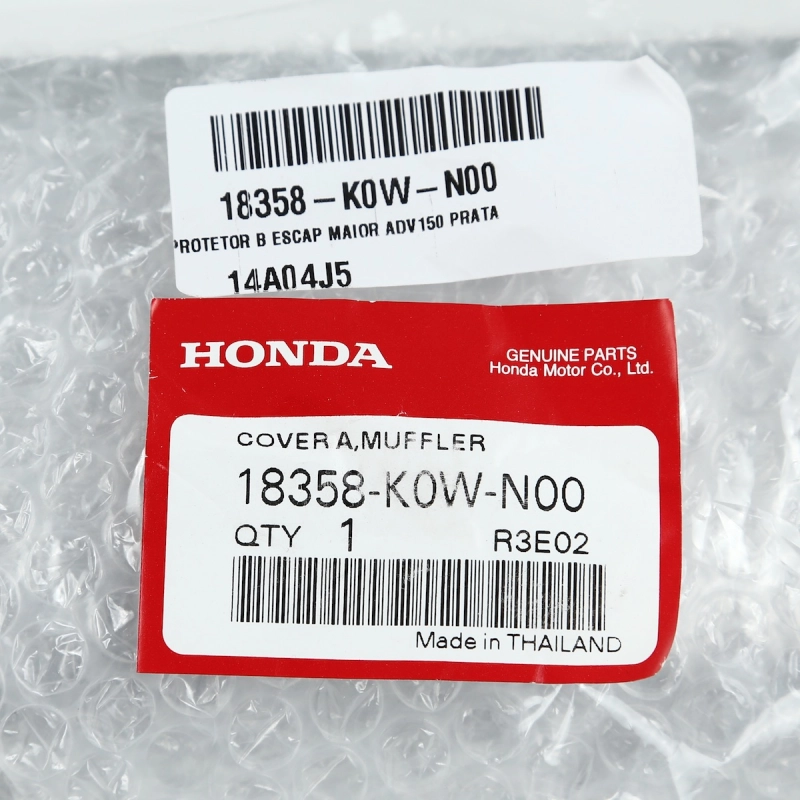 18358-K0W-N00
PROTETOR B ESCAP MAIOR ADV150 PRATA
14A04J5
HONDA
GENUINE PARTS
Honda Motor Co., Ltd.
COVER A,MUFFLER
18358-K0W-N00
QTY 1 R3E02
Made in THAILAND